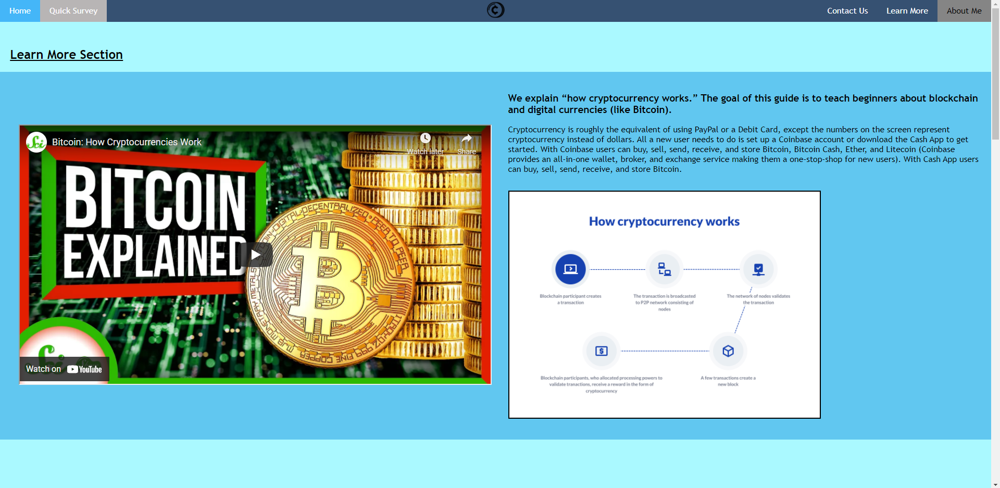 Home
Quick Survey
Contact Us
Learn More
About Me
Learn More Section
Bitcoin: How Cryptocurrencies Work
Watch later
Share
BITCOIN
EXPLAINED
Watch on YouTube
We explain “how cryptocurrency works.” The goal of this guide is to teach beginners about blockchain
and digital currencies (like Bitcoin).
Cryptocurrency is roughly the equivalent of using PayPal or a Debit Card, except the numbers on the screen represent
cryptocurrency instead of dollars. All a new user needs to do is set up a Coinbase account or download the Cash App to get
started. With Coinbase users can buy, sell, send, receive, and store Bitcoin, Bitcoin Cash, Ether, and Litecoin (Coinbase
provides an all-in-one wallet, broker, and exchange service making them a one-stop-shop for new users). With Cash App users
can buy, sell, send, receive, and store Bitcoin.
How cryptocurrency works
Blockchain participant creates
a transaction
The transaction is broadcasted
to P2P network consisting of
nodes
The network of nodes validates
the transaction
Blockchain participants, who allocated processing powers to
validate tranactions, receive a reward in the form of
cryptocurrency
A few transactions create a
new block